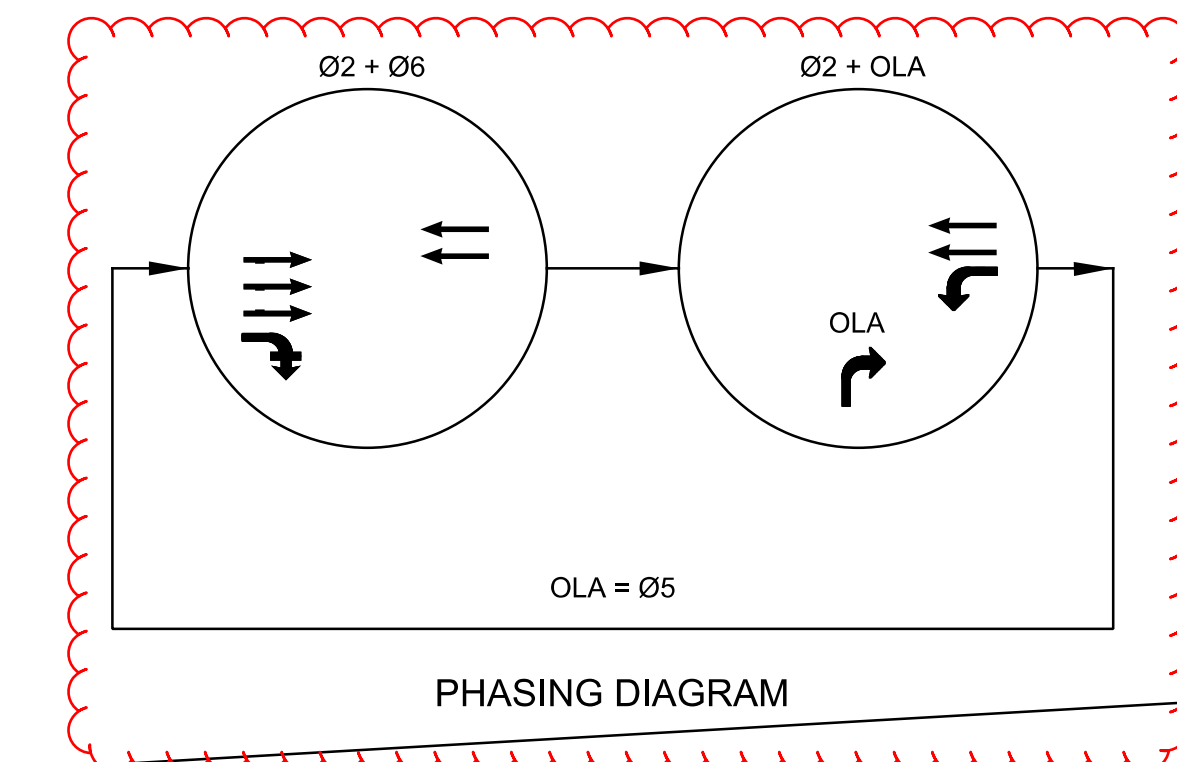 Ø2 + Ø6
Ø2 + OLA
OLA
OLA = Ø5
PHASING DIAGRAM